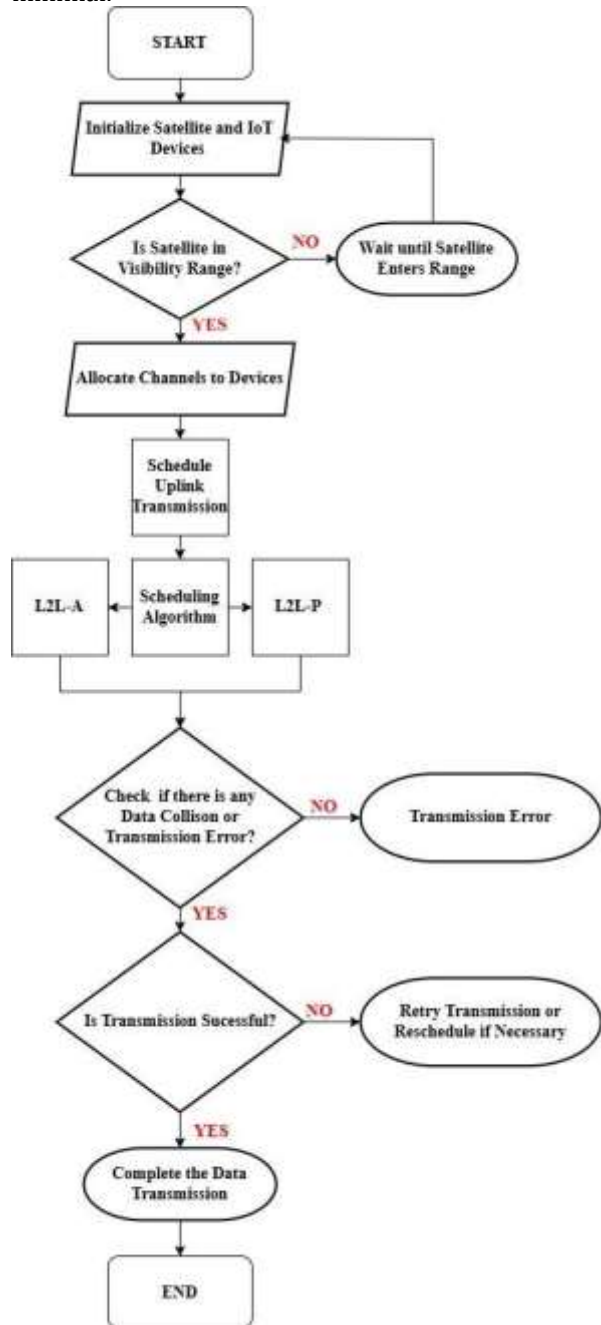 START
Initialize Satellite and IoT
Devices
Is Satellite in
Visibility Range?
NO
Wait until Satellite
Enters Range
YES
Allocate Channels to Devices
Schedule
Uplink
Transmission
L2L-A
Scheduling
Algorithm
L2L-P
Check if there is any
Data Collison or
Transmission Error?
NO
Transmission Error
YES
Is Transmission Sucessful?
NO
Retry Transmission or
Reschedule if Necessary
YES
Complete the Data
Transmission
END